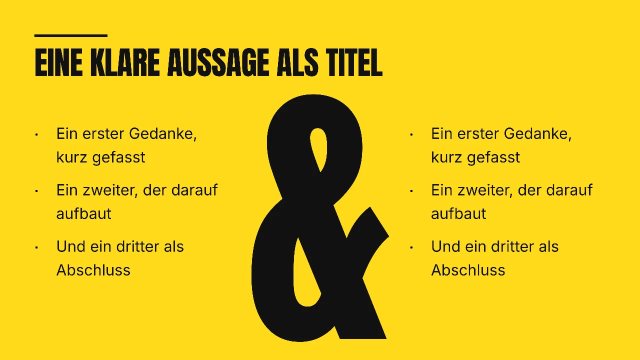 EINE KLARE AUSSAGE ALS TITEL
· Ein erster Gedanke,
kurz gefasst
· Ein zweiter, der darauf
aufbaut
· Und ein dritter als
Abschluss
&
· Ein erster Gedanke,
kurz gefasst
· Ein zweiter, der darauf
aufbaut
· Und ein dritter als
Abschluss